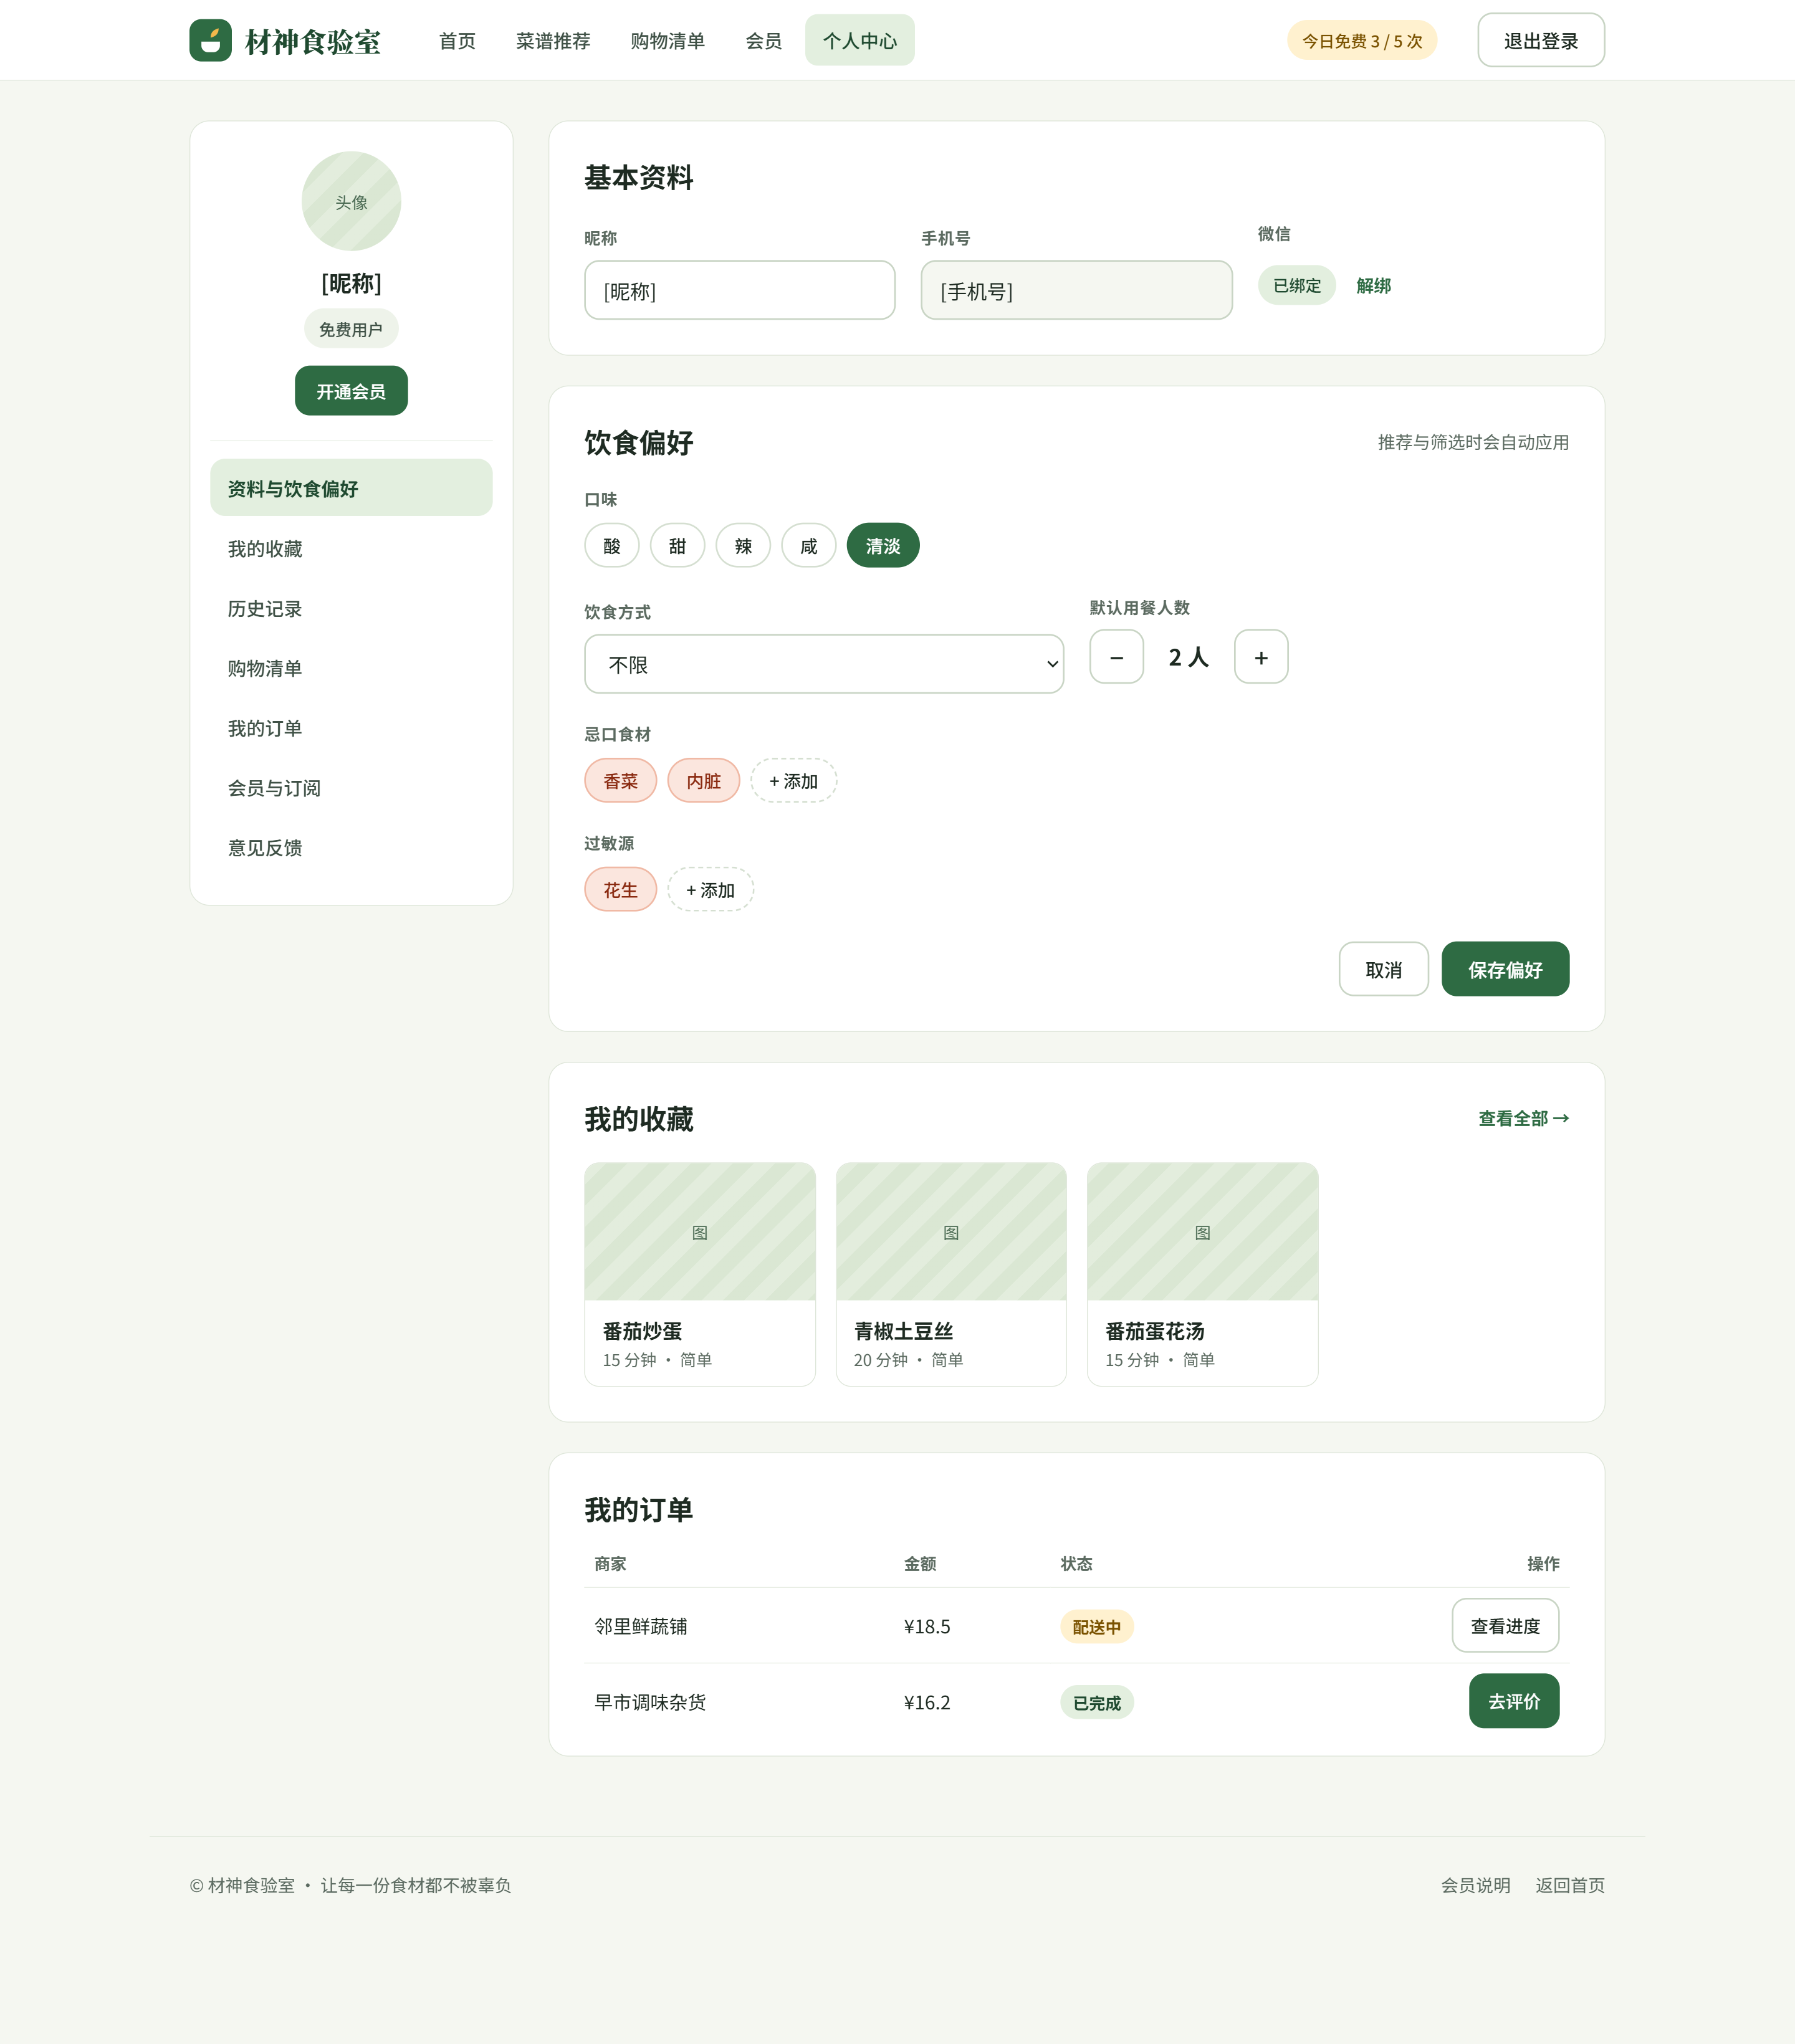 材神食验室
首页 菜谱推荐 购物清单 会员 个人中心
今日免费 3 / 5 次
退出登录
头像
[昵称]
免费用户
开通会员
资料与饮食偏好
我的收藏
历史记录
购物清单
我的订单
会员与订阅
意见反馈
基本资料
昵称 手机号 微信
[昵称] [手机号] 已绑定 解绑
饮食偏好
推荐与筛选时会自动应用
口味
酸 甜 辣 咸 清淡
饮食方式 默认用餐人数
不限 − 2 人 +
忌口食材
香菜 内脏 + 添加
过敏源
花生 + 添加
取消 保存偏好
我的收藏
查看全部 →
图 图 图
番茄炒蛋 青椒土豆丝 番茄蛋花汤
15 分钟 · 简单 20 分钟 · 简单 15 分钟 · 简单
我的订单
商家 金额 状态 操作
邻里鲜蔬铺 ¥18.5 配送中 查看进度
早市调味杂货 ¥16.2 已完成 去评价
© 材神食验室 · 让每一份食材都不被辜负
会员说明 返回首页